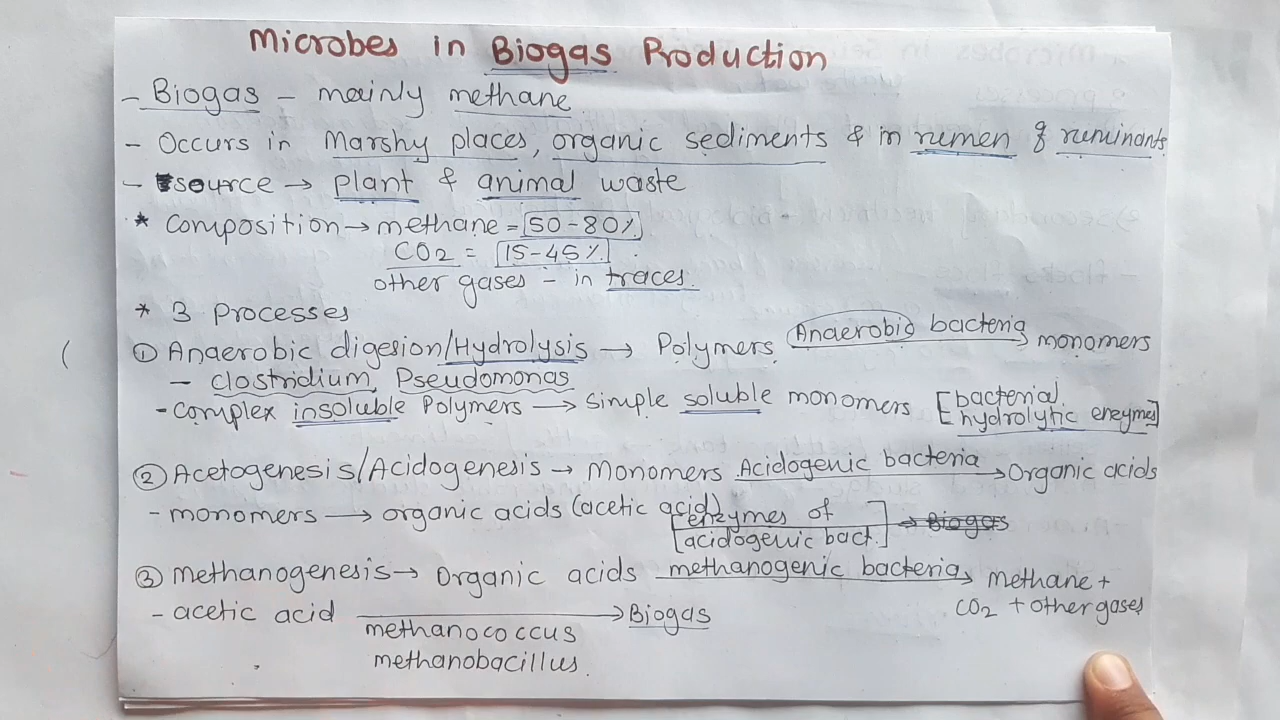 Microbes in Biogas Production
- Biogas - mainly methane
- Occurs in Marshy places, organic sediments & in rumen of ruminants
- source → plant & animal waste
* Composition → methane = 50-80%
CO2 = 15-45%
other gases - in traces.
* 3 Processes
① Anaerobic digesion/Hydrolysis → Polymers Anaerobic bacteria → monomers
- clostridium, Pseudomonas
- Complex insoluble Polymers → Simple soluble monomers [bacterial hydrolytic enzymes]
② Acetogenesis/Acidogenesis → Monomers Acidogenic bacteria → Organic acids
- monomers → organic acids (acetic acid) [enzymes of acidogenic bact.] → Biogas
③ Methanogenesis → Organic acids methanogenic bacteria → methane +
CO2 + other gases
- acetic acid → Biogas
methanococcus
methanobacillus.